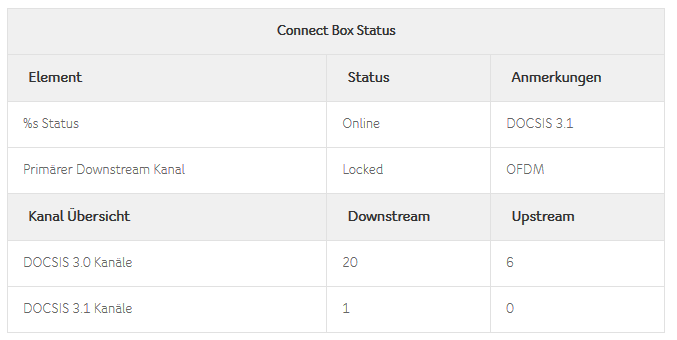 Connect Box Status
Element Status Anmerkungen
%s Status Online DOCSIS 3.1
Primärer Downstream Kanal Locked OFDM
Kanal Übersicht Downstream Upstream
DOCSIS 3.0 Kanäle 20 6
DOCSIS 3.1 Kanäle 1 0